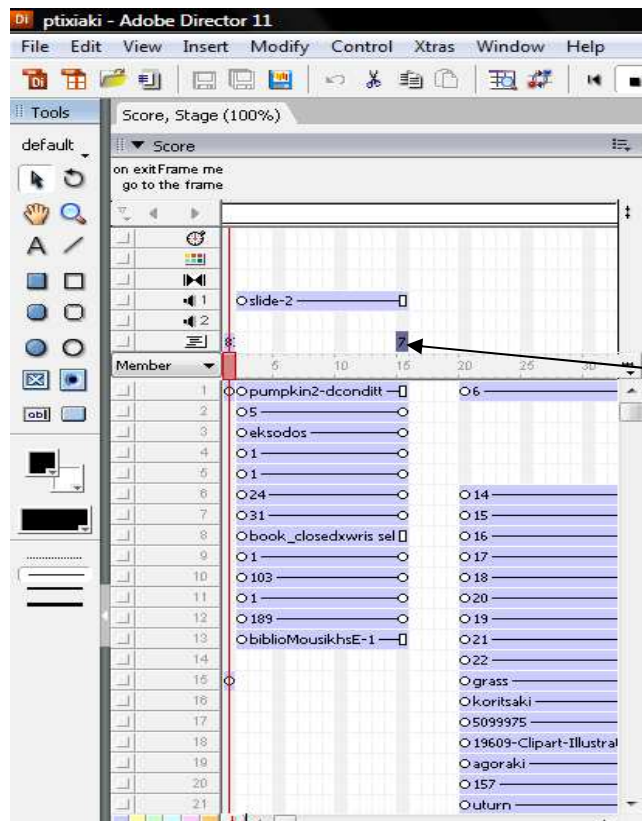 ptixiaki - Adobe Director 11
File Edit View Insert Modify Control Xtras Window Help
Tools
Score, Stage (100%)
default
Score
on exitFrame me
go to the frame
1 slide-2
2
8 7
Member 5 10 15 20 25 30
1 pumpkin2-dconditt 6
2 5
3 eksodos
4 1
5 1
6 24 14
7 31 15
8 book_closedxwris sel 16
9 1 17
10 103 18
11 1 20
12 189 19
13 biblioMousikhsE-1 21
14 22
15 grass
16 koritsaki
17 5099975
18 19609-Clipart-Illustrat
19 agoraki
20 157
21 uturn